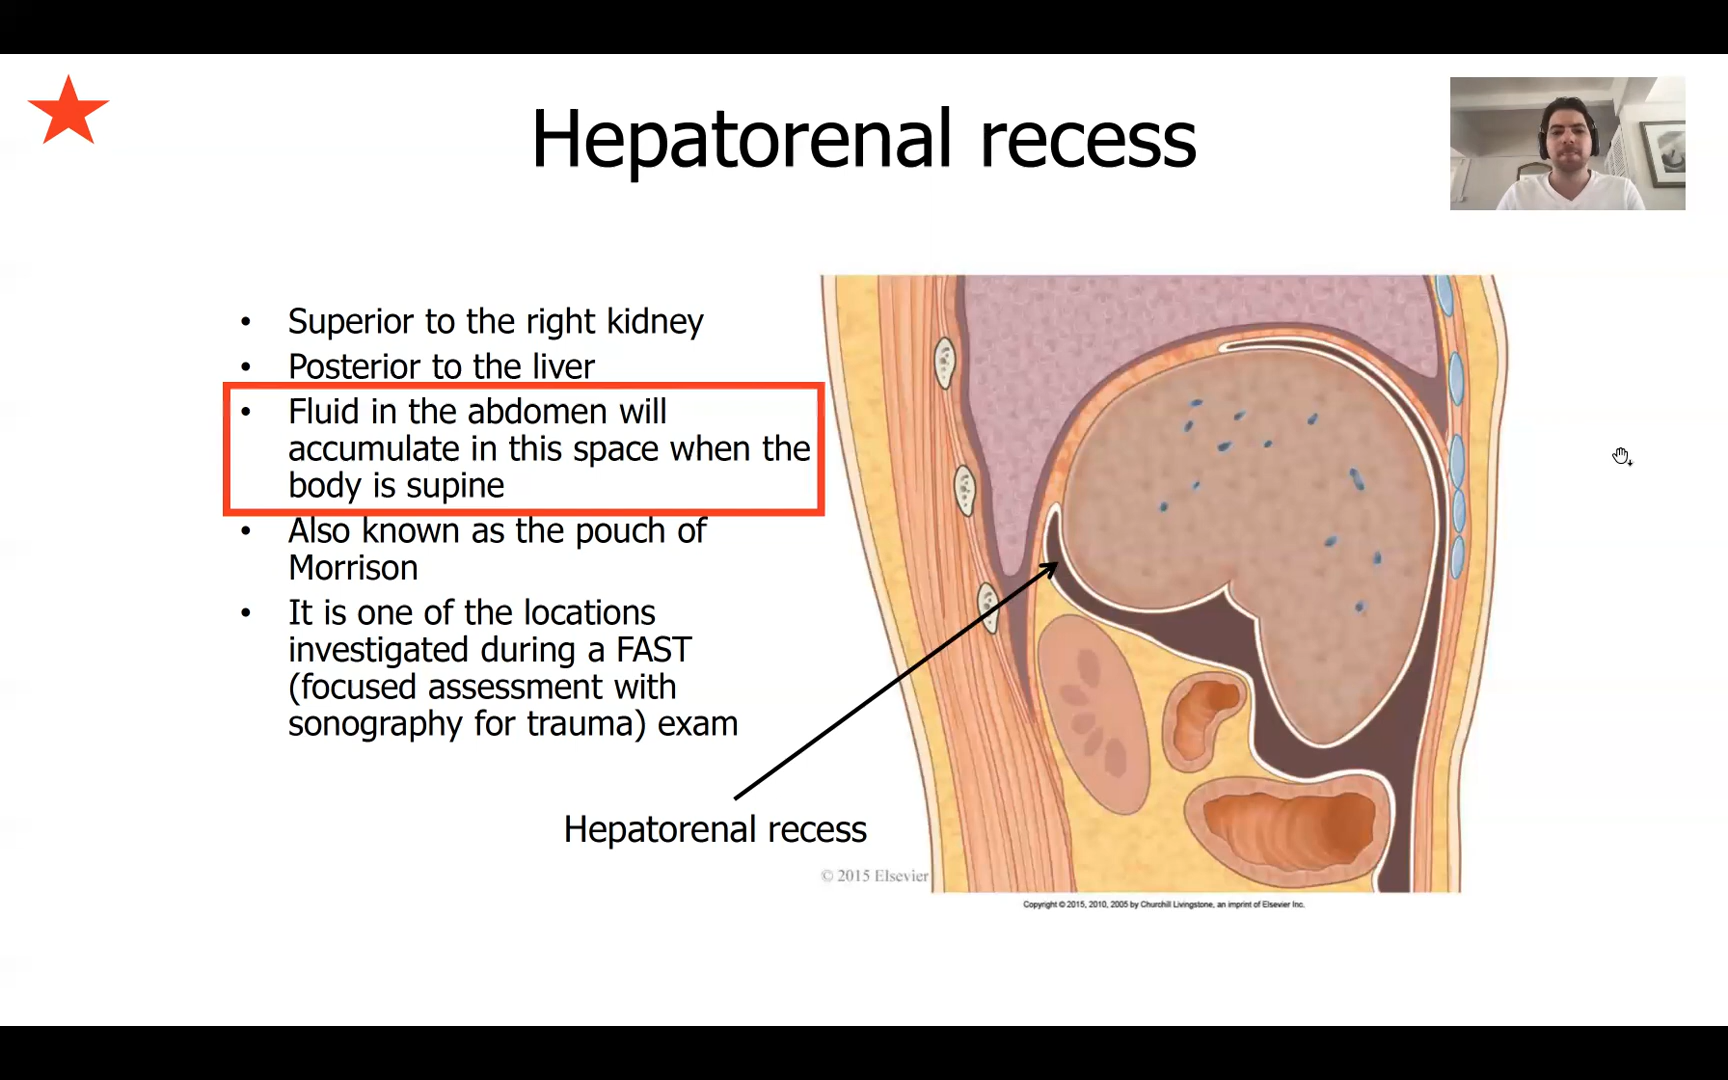 Hepatorenal recess
• Superior to the right kidney
• Posterior to the liver
• Fluid in the abdomen will
accumulate in this space when the
body is supine
• Also known as the pouch of
Morrison
• It is one of the locations
investigated during a FAST
(focused assessment with
sonography for trauma) exam
Hepatorenal recess
© 2015 Elsevier
Copyright © 2015, 2010, 2005 by Churchill Livingstone, an imprint of Elsevier Inc.